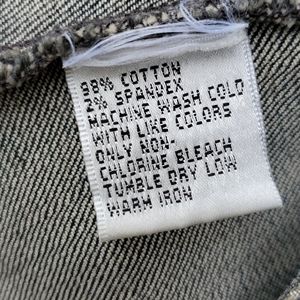 98% COTTON
2% SPANDEX
MACHINE WASH COLD
WITH LIKE COLORS
ONLY NON-
CHLORINE BLEACH
TUMBLE DRY LOW
WARM IRON